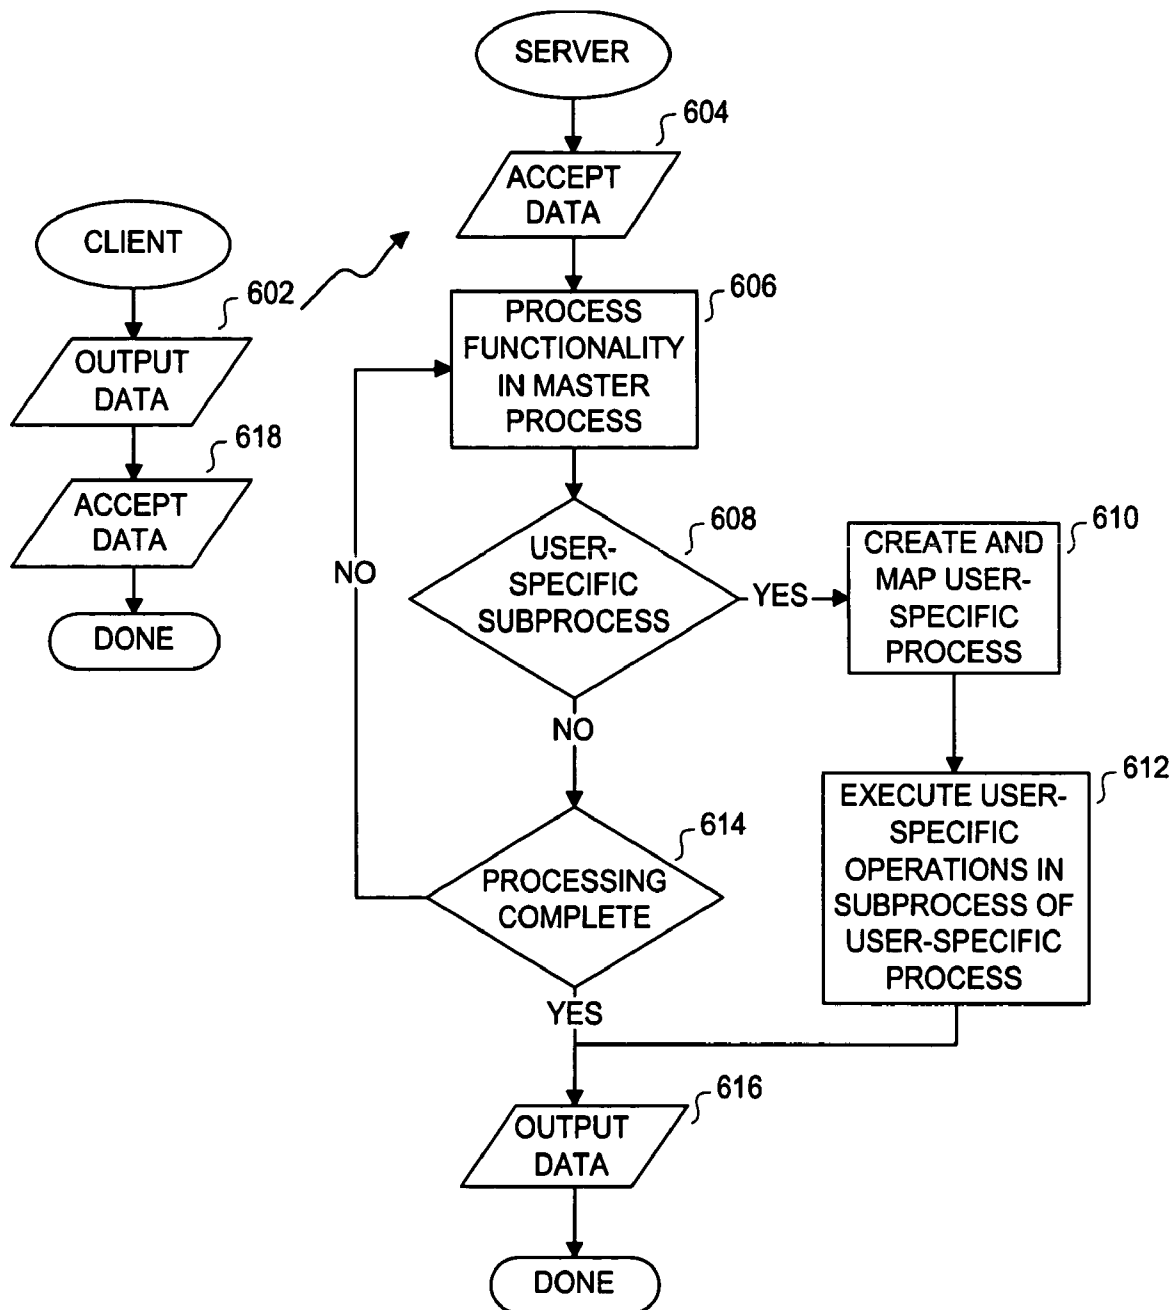 SERVER
604
ACCEPT
DATA
CLIENT
602
OUTPUT
DATA
618
ACCEPT
DATA
DONE
606
PROCESS
FUNCTIONALITY
IN MASTER
PROCESS
608
USER-
SPECIFIC
SUBPROCESS
YES
610
CREATE AND
MAP USER-
SPECIFIC
PROCESS
NO
NO
612
EXECUTE USER-
SPECIFIC
OPERATIONS IN
SUBPROCESS OF
USER-SPECIFIC
PROCESS
614
PROCESSING
COMPLETE
YES
616
OUTPUT
DATA
DONE